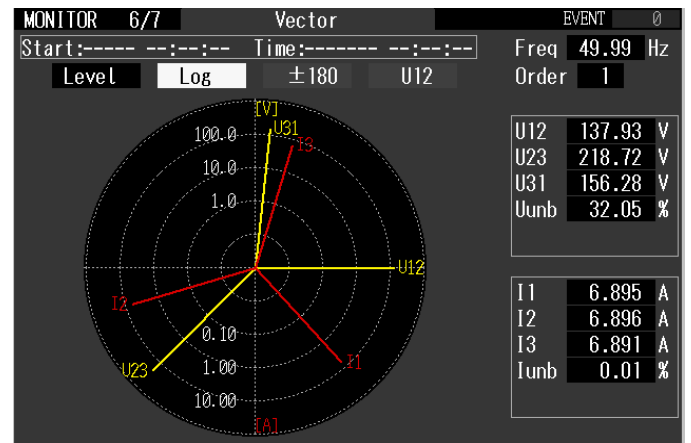 MONITOR 6/7 Vector EVENT 0
Start:----- --:--:-- Time:------- --:--:-- Freq 49.99 Hz
Level Log ±180 U12 Order 1
[V]
100.0 U31
I3
10.0
1.0
U12
I2
0.10
1.00 I1
U23
10.00
[A]
U12 137.93 V
U23 218.72 V
U31 156.28 V
Uunb 32.05 %
I1 6.895 A
I2 6.896 A
I3 6.891 A
Iunb 0.01 %